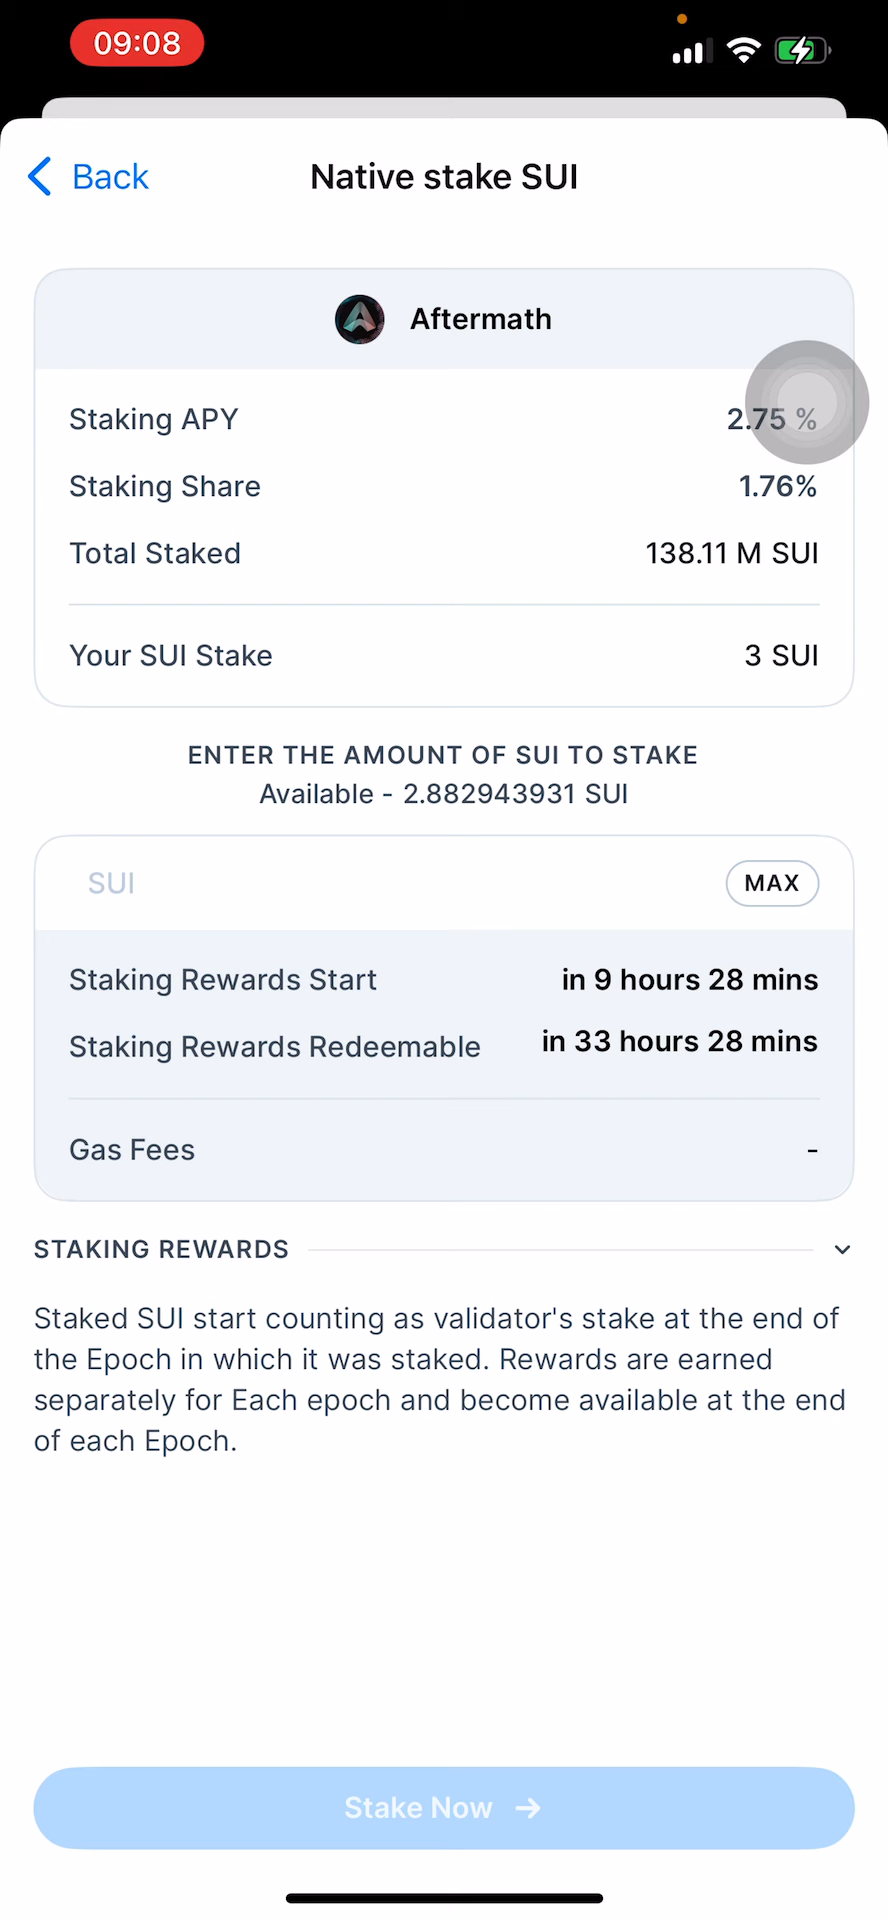 09:08
Back
Native stake SUI
Aftermath
Staking APY 2.75 %
Staking Share 1.76%
Total Staked 138.11 M SUI
Your SUI Stake 3 SUI
ENTER THE AMOUNT OF SUI TO STAKE
Available - 2.882943931 SUI
SUI MAX
Staking Rewards Start in 9 hours 28 mins
Staking Rewards Redeemable in 33 hours 28 mins
Gas Fees -
STAKING REWARDS
Staked SUI start counting as validator's stake at the end of
the Epoch in which it was staked. Rewards are earned
separately for Each epoch and become available at the end
of each Epoch.
Stake Now →